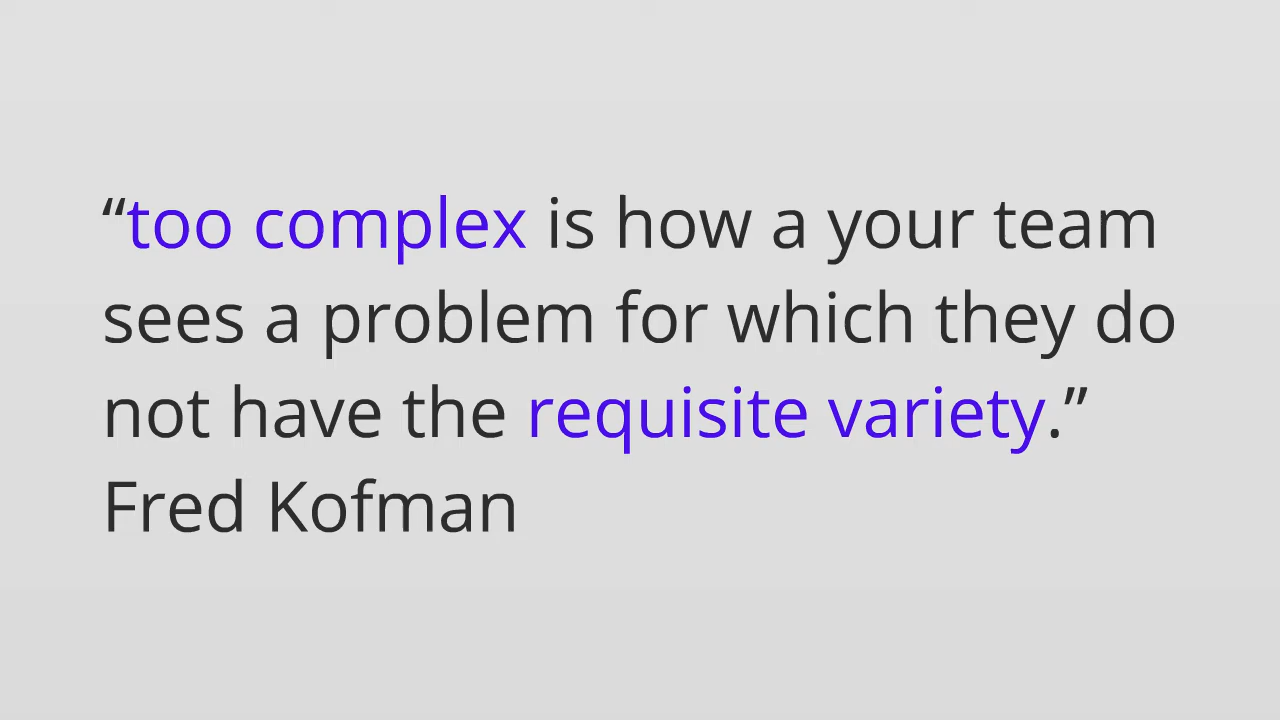 “too complex is how a your team
sees a problem for which they do
not have the requisite variety.”
Fred Kofman